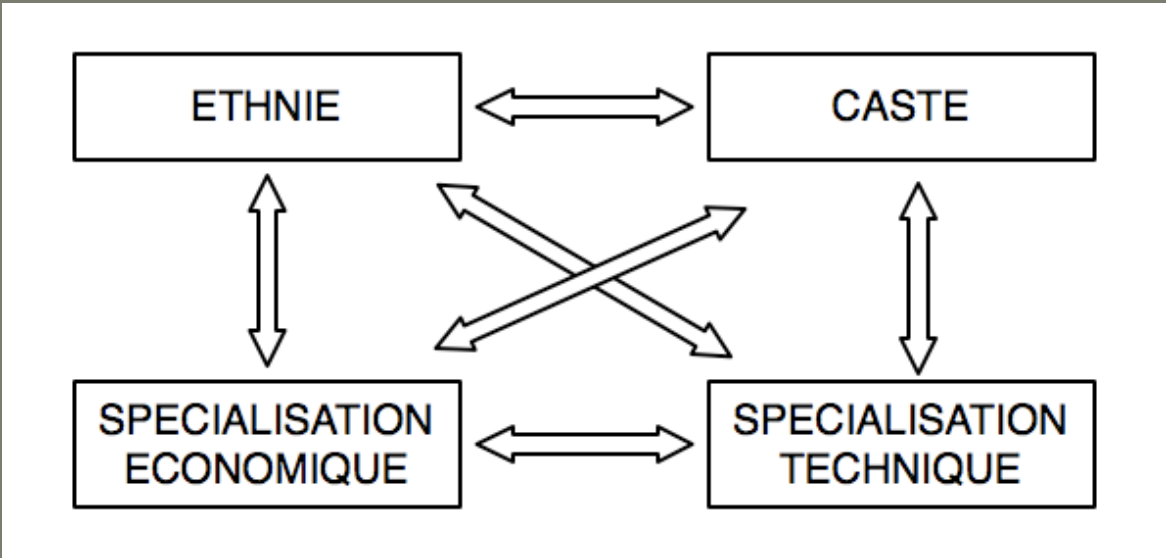 ETHNIE
CASTE
SPECIALISATION
ECONOMIQUE
SPECIALISATION
TECHNIQUE